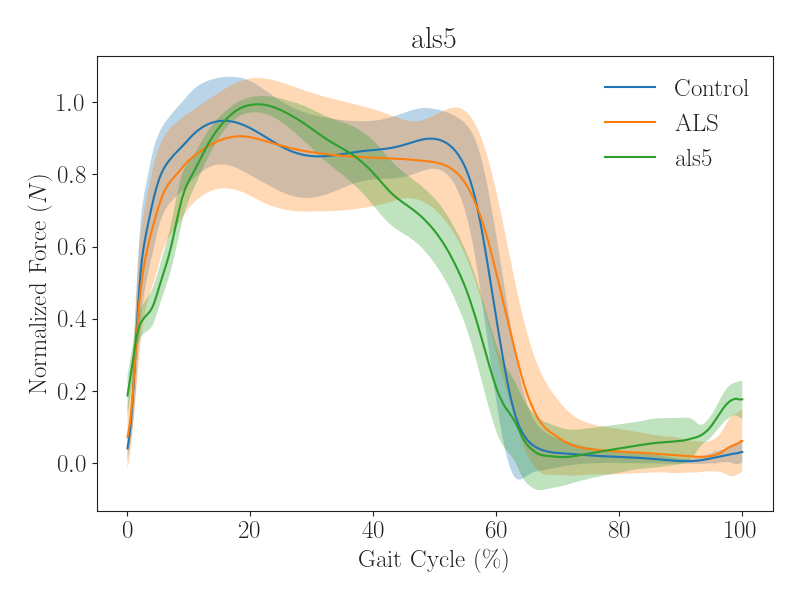 als5
Control
ALS
als5
Normalized Force (N)
1.0
0.8
0.6
0.4
0.2
0.0
0 20 40 60 80 100
Gait Cycle (%)